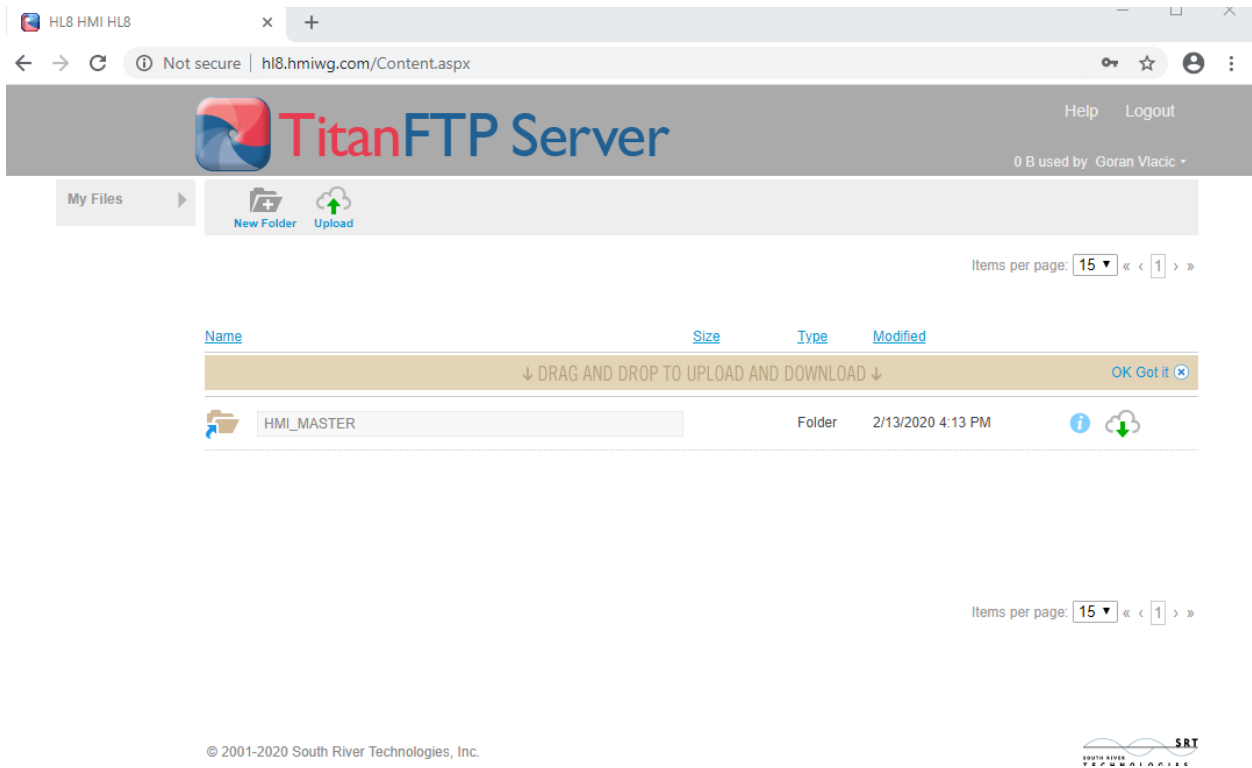 HL8 HMI HL8
Not secure | hl8.hmiwg.com/Content.aspx
TitanFTP Server
Help Logout
0 B used by Goran Vlacic
My Files
New Folder Upload
Items per page: 15 « ‹ 1 › »
Name Size Type Modified
↓ DRAG AND DROP TO UPLOAD AND DOWNLOAD ↓ OK Got it
HMI_MASTER Folder 2/13/2020 4:13 PM
Items per page: 15 « ‹ 1 › »
© 2001-2020 South River Technologies, Inc.
SRT
SOUTH RIVER
TECHNOLOGIES